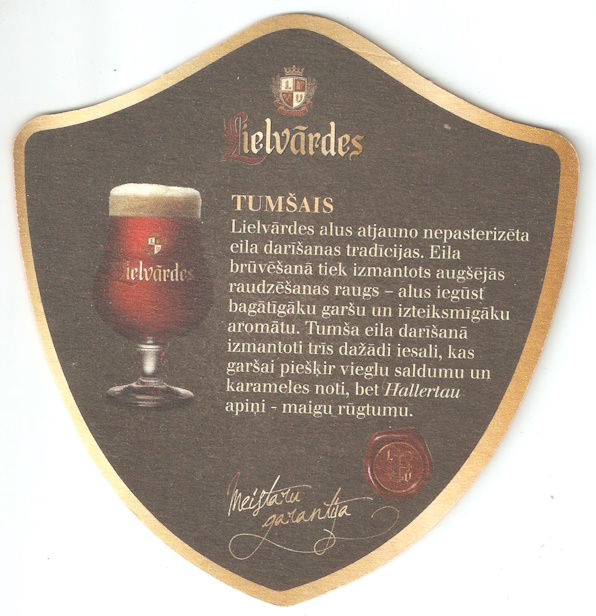 L I
E V
Lielvārdes
Lielvārdes
TUMŠAIS
Lielvārdes alus atjauno nepasterizēta
eila darīšanas tradīcijas. Eila
brūvēšanā tiek izmantots augšējās
raudzēšanas raugs – alus iegūst
bagātīgāku garšu un izteiksmīgāku
aromātu. Tumša eila darīšanā
izmantoti trīs dažādi iesali, kas
garšai piešķir vieglu saldumu un
karameles noti, bet Hallertau
apiņi - maigu rūgtumu.
Meistaru
garantija